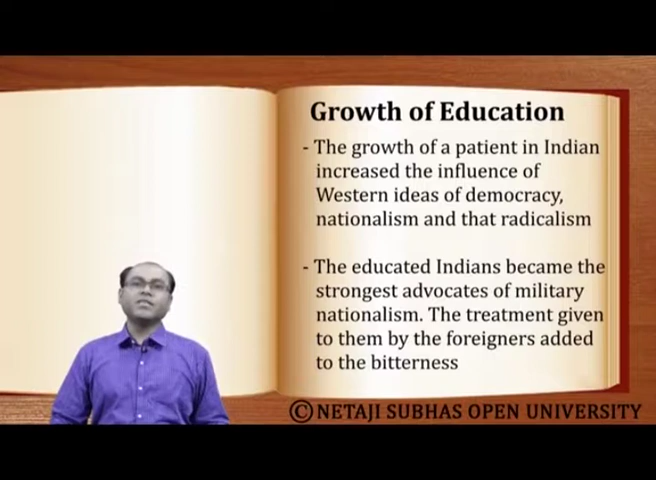 Growth of Education
- The growth of a patient in Indian
increased the influence of
Western ideas of democracy,
nationalism and that radicalism
- The educated Indians became the
strongest advocates of military
nationalism. The treatment given
to them by the foreigners added
to the bitterness
© NETAJI SUBHAS OPEN UNIVERSITY